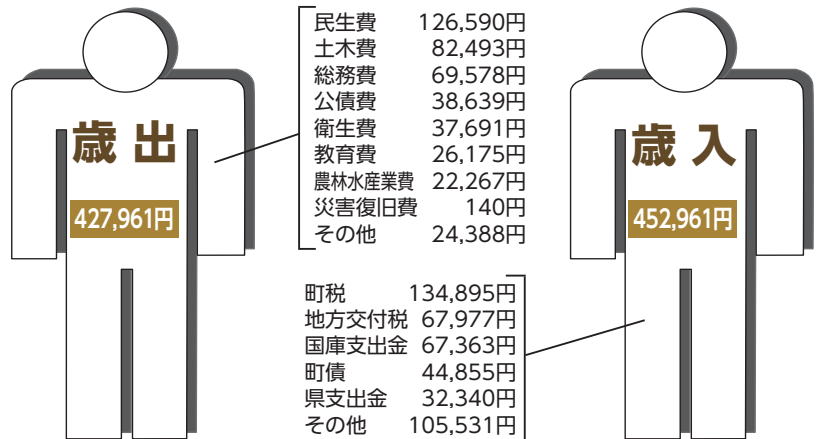 歳出
427,961円
民生費 126,590円
土木費 82,493円
総務費 69,578円
公債費 38,639円
衛生費 37,691円
教育費 26,175円
農林水産業費 22,267円
災害復旧費 140円
その他 24,388円
歳入
452,961円
町税 134,895円
地方交付税 67,977円
国庫支出金 67,363円
町債 44,855円
県支出金 32,340円
その他 105,531円